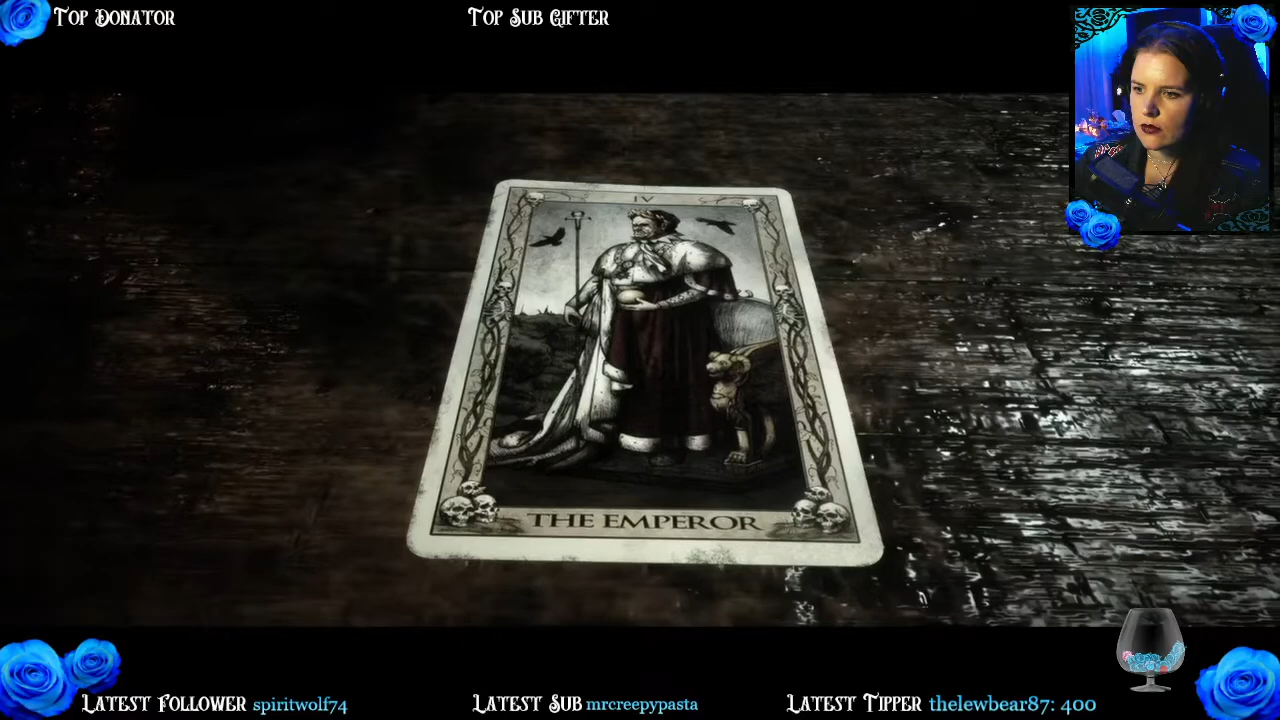 Top Donator
Top Sub Gifter
IV
THE EMPEROR
Latest Follower spiritwolf74
Latest Sub mrcreepypasta
Latest Tipper thelewbear87: 400